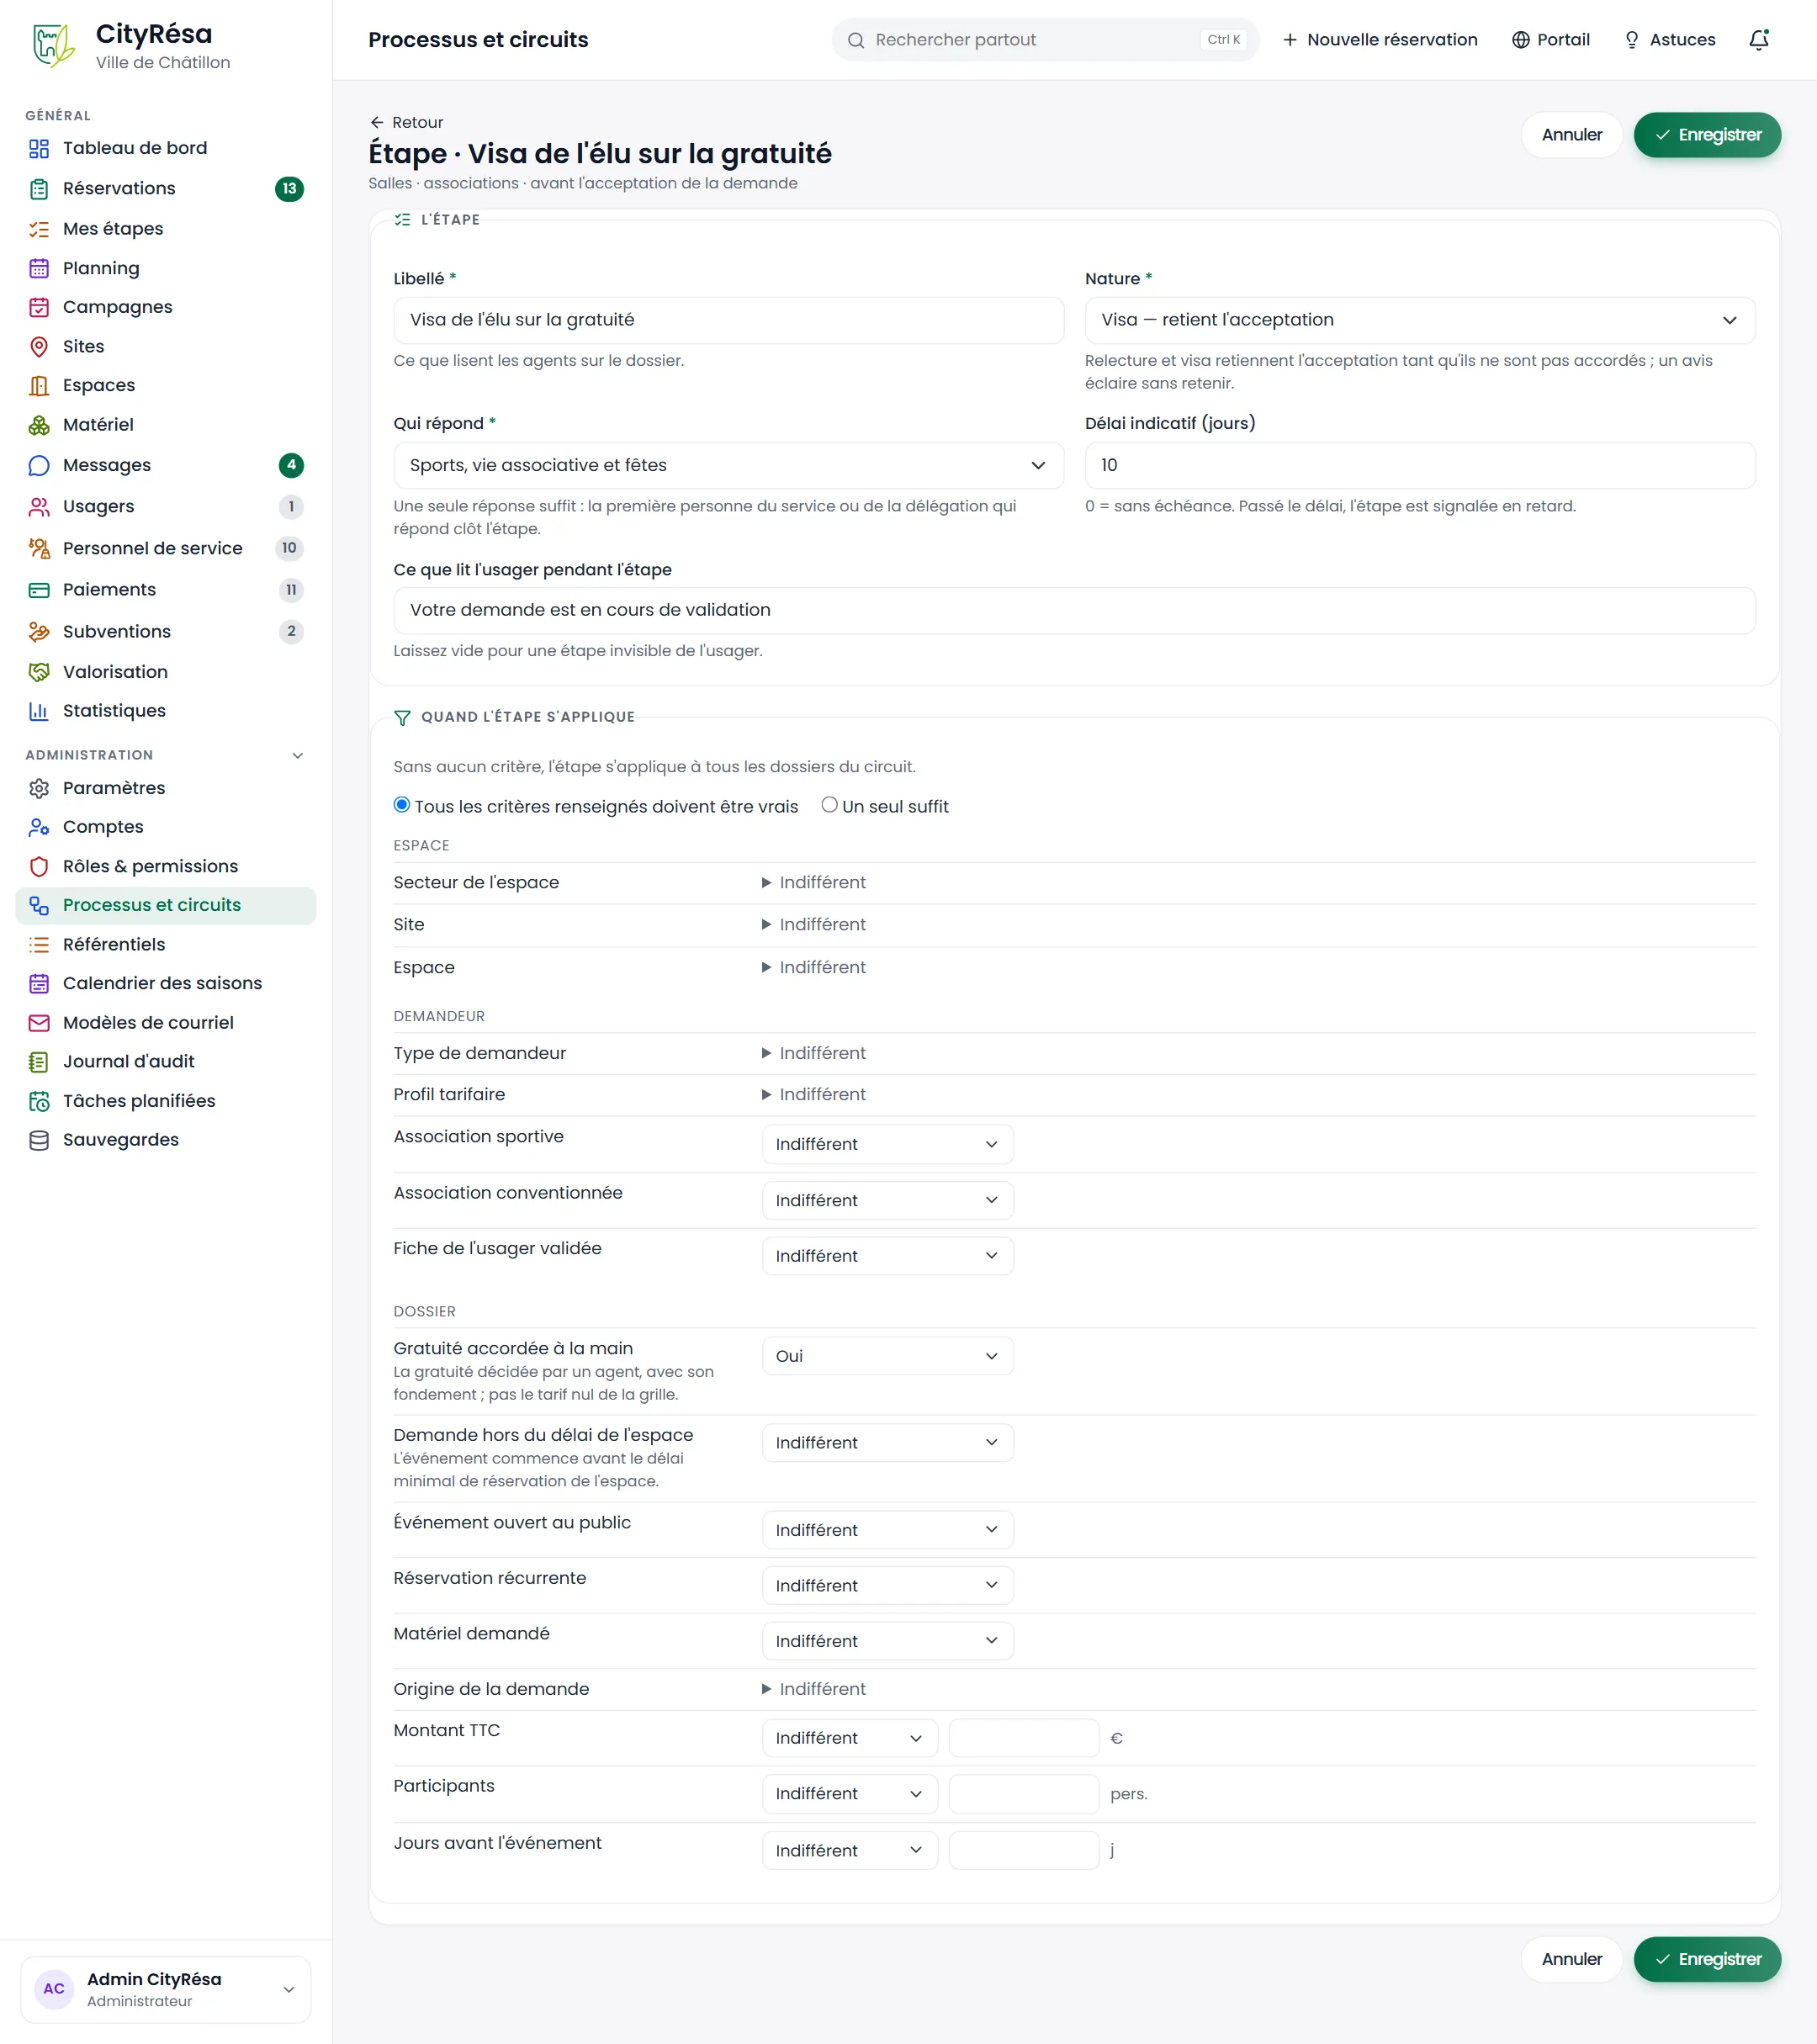 CityRésa
Ville de Châtillon
GÉNÉRAL
Tableau de bord
Réservations 13
Mes étapes
Planning
Campagnes
Sites
Espaces
Matériel
Messages 4
Usagers 1
Personnel de service 10
Paiements 11
Subventions 2
Valorisation
Statistiques
ADMINISTRATION
Paramètres
Comptes
Rôles & permissions
Processus et circuits
Référentiels
Calendrier des saisons
Modèles de courriel
Journal d'audit
Tâches planifiées
Sauvegardes
AC
Admin CityRésa
Administrateur
Processus et circuits
Rechercher partout Ctrl K
Nouvelle réservation
Portail
Astuces
Retour
Étape · Visa de l'élu sur la gratuité
Salles · associations · avant l'acceptation de la demande
Annuler
Enregistrer
L'ÉTAPE
Libellé *
Visa de l'élu sur la gratuité
Ce que lisent les agents sur le dossier.
Nature *
Visa — retient l'acceptation
Relecture et visa retiennent l'acceptation tant qu'ils ne sont pas accordés ; un avis
éclaire sans retenir.
Qui répond *
Sports, vie associative et fêtes
Une seule réponse suffit : la première personne du service ou de la délégation qui
répond clôt l'étape.
Délai indicatif (jours)
10
0 = sans échéance. Passé le délai, l'étape est signalée en retard.
Ce que lit l'usager pendant l'étape
Votre demande est en cours de validation
Laissez vide pour une étape invisible de l'usager.
QUAND L'ÉTAPE S'APPLIQUE
Sans aucun critère, l'étape s'applique à tous les dossiers du circuit.
Tous les critères renseignés doivent être vrais Un seul suffit
ESPACE
Secteur de l'espace Indifférent
Site Indifférent
Espace Indifférent
DEMANDEUR
Type de demandeur Indifférent
Profil tarifaire Indifférent
Association sportive Indifférent
Association conventionnée Indifférent
Fiche de l'usager validée Indifférent
DOSSIER
Gratuité accordée à la main Oui
La gratuité décidée par un agent, avec son
fondement ; pas le tarif nul de la grille.
Demande hors du délai de l'espace Indifférent
L'événement commence avant le délai
minimal de réservation de l'espace.
Événement ouvert au public Indifférent
Réservation récurrente Indifférent
Matériel demandé Indifférent
Origine de la demande Indifférent
Montant TTC Indifférent €
Participants Indifférent pers.
Jours avant l'événement Indifférent j
Annuler
Enregistrer